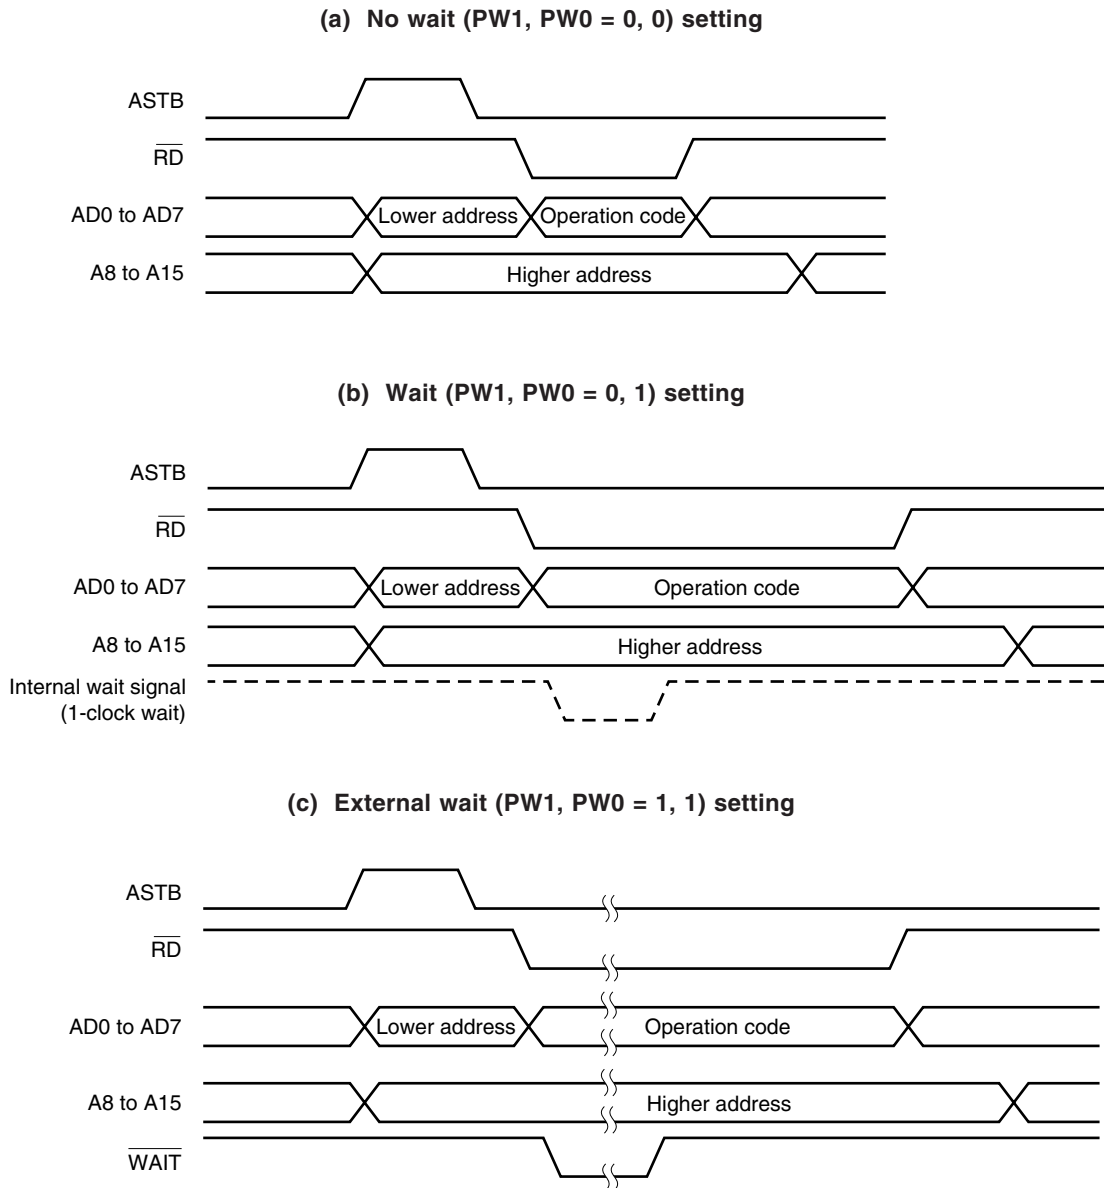 (a) No wait (PW1, PW0 = 0, 0) setting
ASTB
RD
AD0 to AD7
Lower address
Operation code
A8 to A15
Higher address
(b) Wait (PW1, PW0 = 0, 1) setting
ASTB
RD
AD0 to AD7
Lower address
Operation code
A8 to A15
Higher address
Internal wait signal
(1-clock wait)
(c) External wait (PW1, PW0 = 1, 1) setting
ASTB
RD
AD0 to AD7
Lower address
Operation code
A8 to A15
Higher address
WAIT